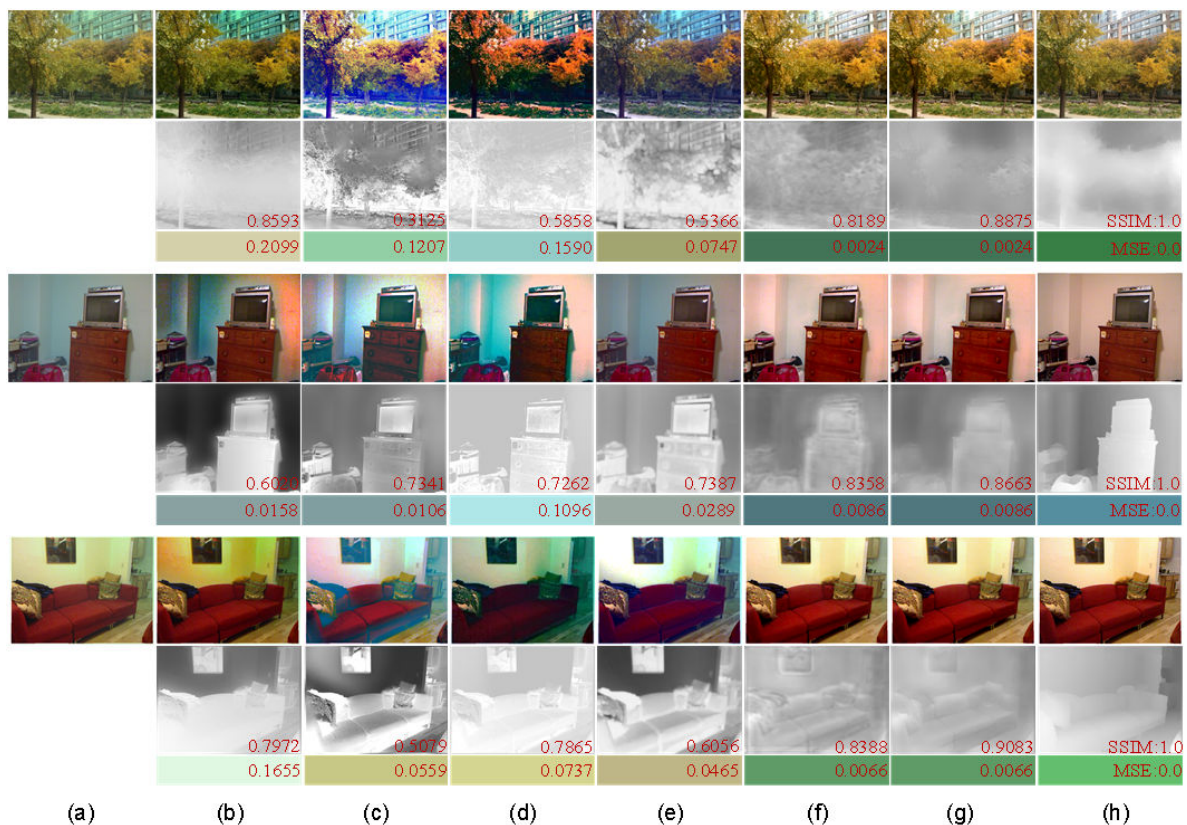 0.8593 0.3125 0.5858 0.5366 0.8189 0.8875 SSIM:1.0
0.2099 0.1207 0.1590 0.0747 0.0024 0.0024 MSE:0.0
0.6020 0.7341 0.7262 0.7387 0.8358 0.8663 SSIM:1.0
0.0158 0.0106 0.1096 0.0289 0.0086 0.0086 MSE:0.0
0.7972 0.5079 0.7865 0.6056 0.8388 0.9083 SSIM:1.0
0.1655 0.0559 0.0737 0.0465 0.0066 0.0066 MSE:0.0
(a) (b) (c) (d) (e) (f) (g) (h)